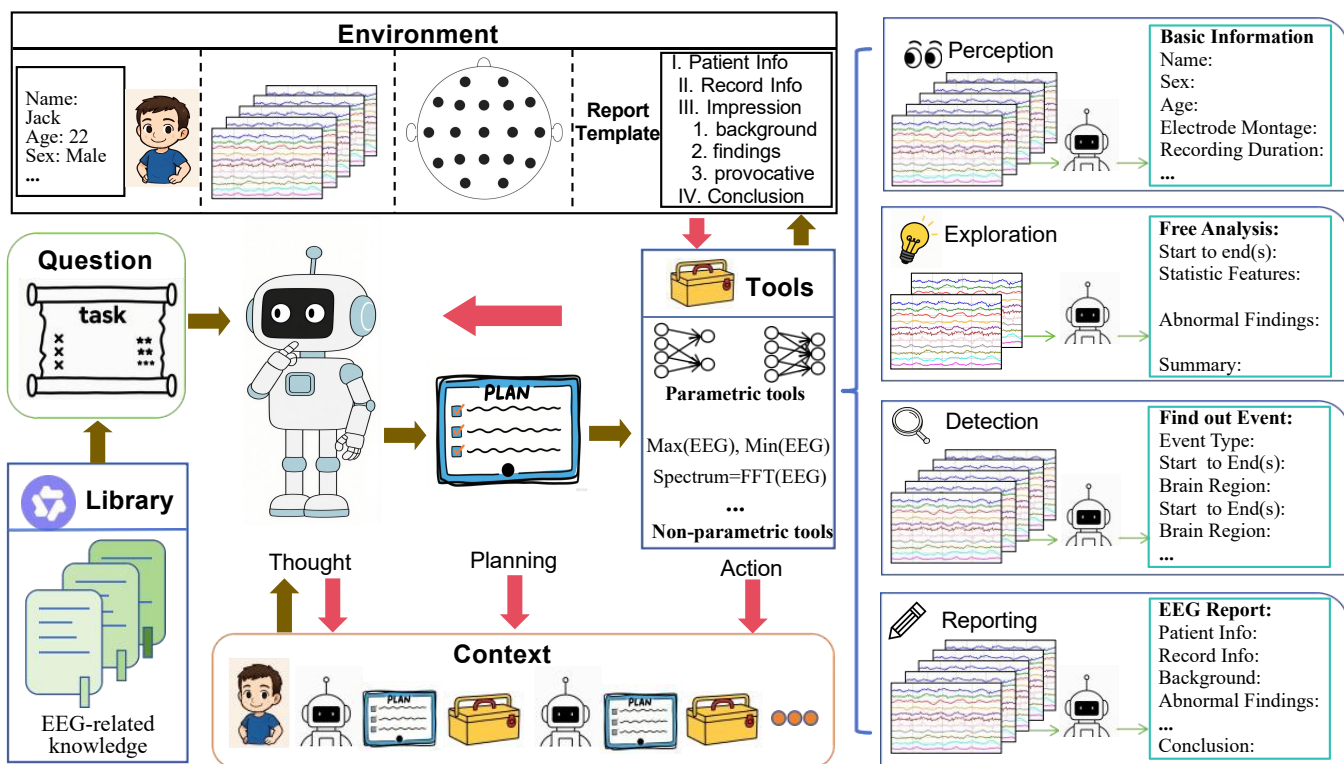 Environment
Name:
Jack
Age: 22
Sex: Male
...
Report
Template
I. Patient Info
II. Record Info
III. Impression
1. background
2. findings
3. provocative
IV. Conclusion
Question
task
Library
EEG-related
knowledge
PLAN
Tools
Parametric tools
Max(EEG), Min(EEG)
Spectrum=FFT(EEG)
...
Non-parametric tools
Thought
Planning
Action
Context
PLAN
PLAN
Perception
Basic Information
Name:
Sex:
Age:
Electrode Montage:
Recording Duration:
...
Exploration
Free Analysis:
Start to end(s):
Statistic Features:
Abnormal Findings:
Summary:
Detection
Find out Event:
Event Type:
Start to End(s):
Brain Region:
Start to End(s):
Brain Region:
...
Reporting
EEG Report:
Patient Info:
Record Info:
Background:
Abnormal Findings:
...
Conclusion: